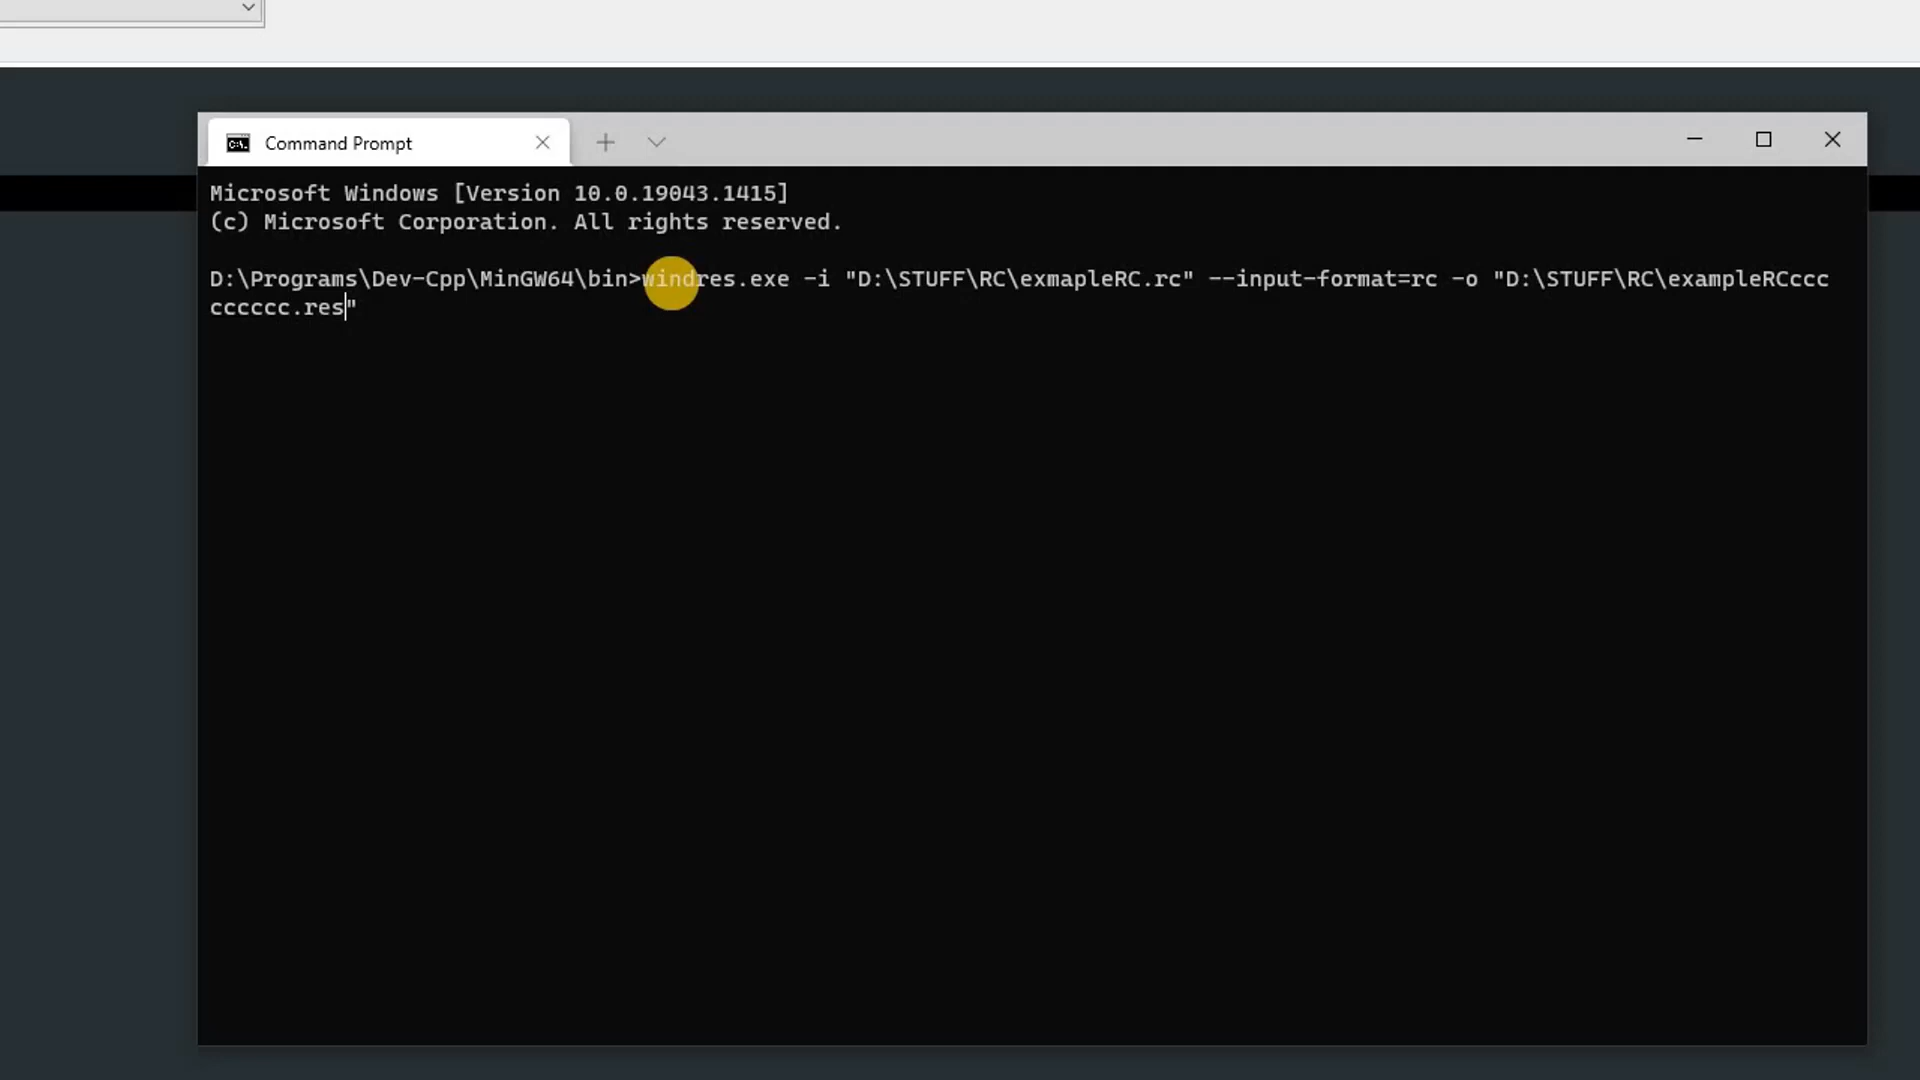 Command Prompt
Microsoft Windows [Version 10.0.19043.1415]
(c) Microsoft Corporation. All rights reserved.
D:\Programs\Dev-Cpp\MinGW64\bin>windres.exe -i "D:\STUFF\RC\exmapleRC.rc" --input-format=rc -o "D:\STUFF\RC\exampleRCccc
cccccc.res"